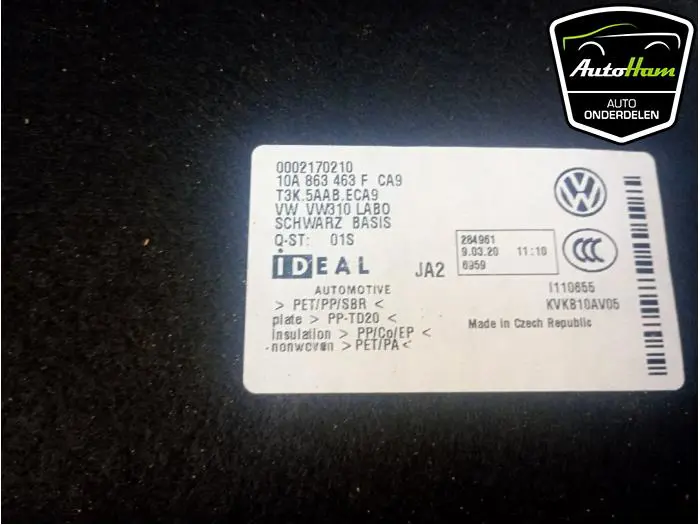 AutoHam
AUTO
ONDERDELEN
0002170210
10A 863 463 F CA9
T3K.5AAB.ECA9
VW VW310 LABO
SCHWARZ BASIS
Q-ST: 01S
IDEAL
AUTOMOTIVE
JA2
284961
9.03.20 11:10
6959
CCC
I110655
KVKB10AV05
Made in Czech Republic
> PET/PP/SBR <
plate > PP-TD20 <
insulation > PP/Co/EP <
nonwoven > PET/PA <